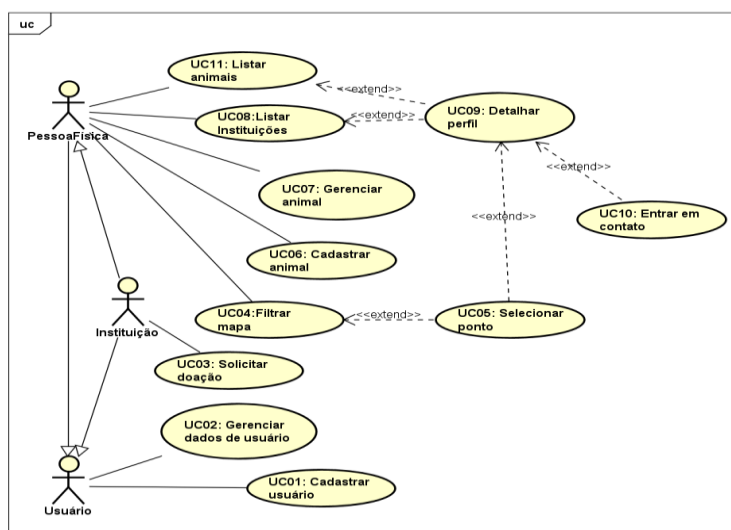 uc
UC11: Listar
animais
<<extend>>
PessoaFísica
UC08:Listar
Instituições
<<extend>>
UC09: Detalhar
perfil
<<extend>>
UC07: Gerenciar
animal
<<extend>>
UC10: Entrar em
contato
UC06: Cadastrar
animal
Instituição
UC04:Filtrar
mapa
<<extend>>
UC05: Selecionar
ponto
UC03: Solicitar
doação
UC02: Gerenciar
dados de usuário
Usuário
UC01: Cadastrar
usuário